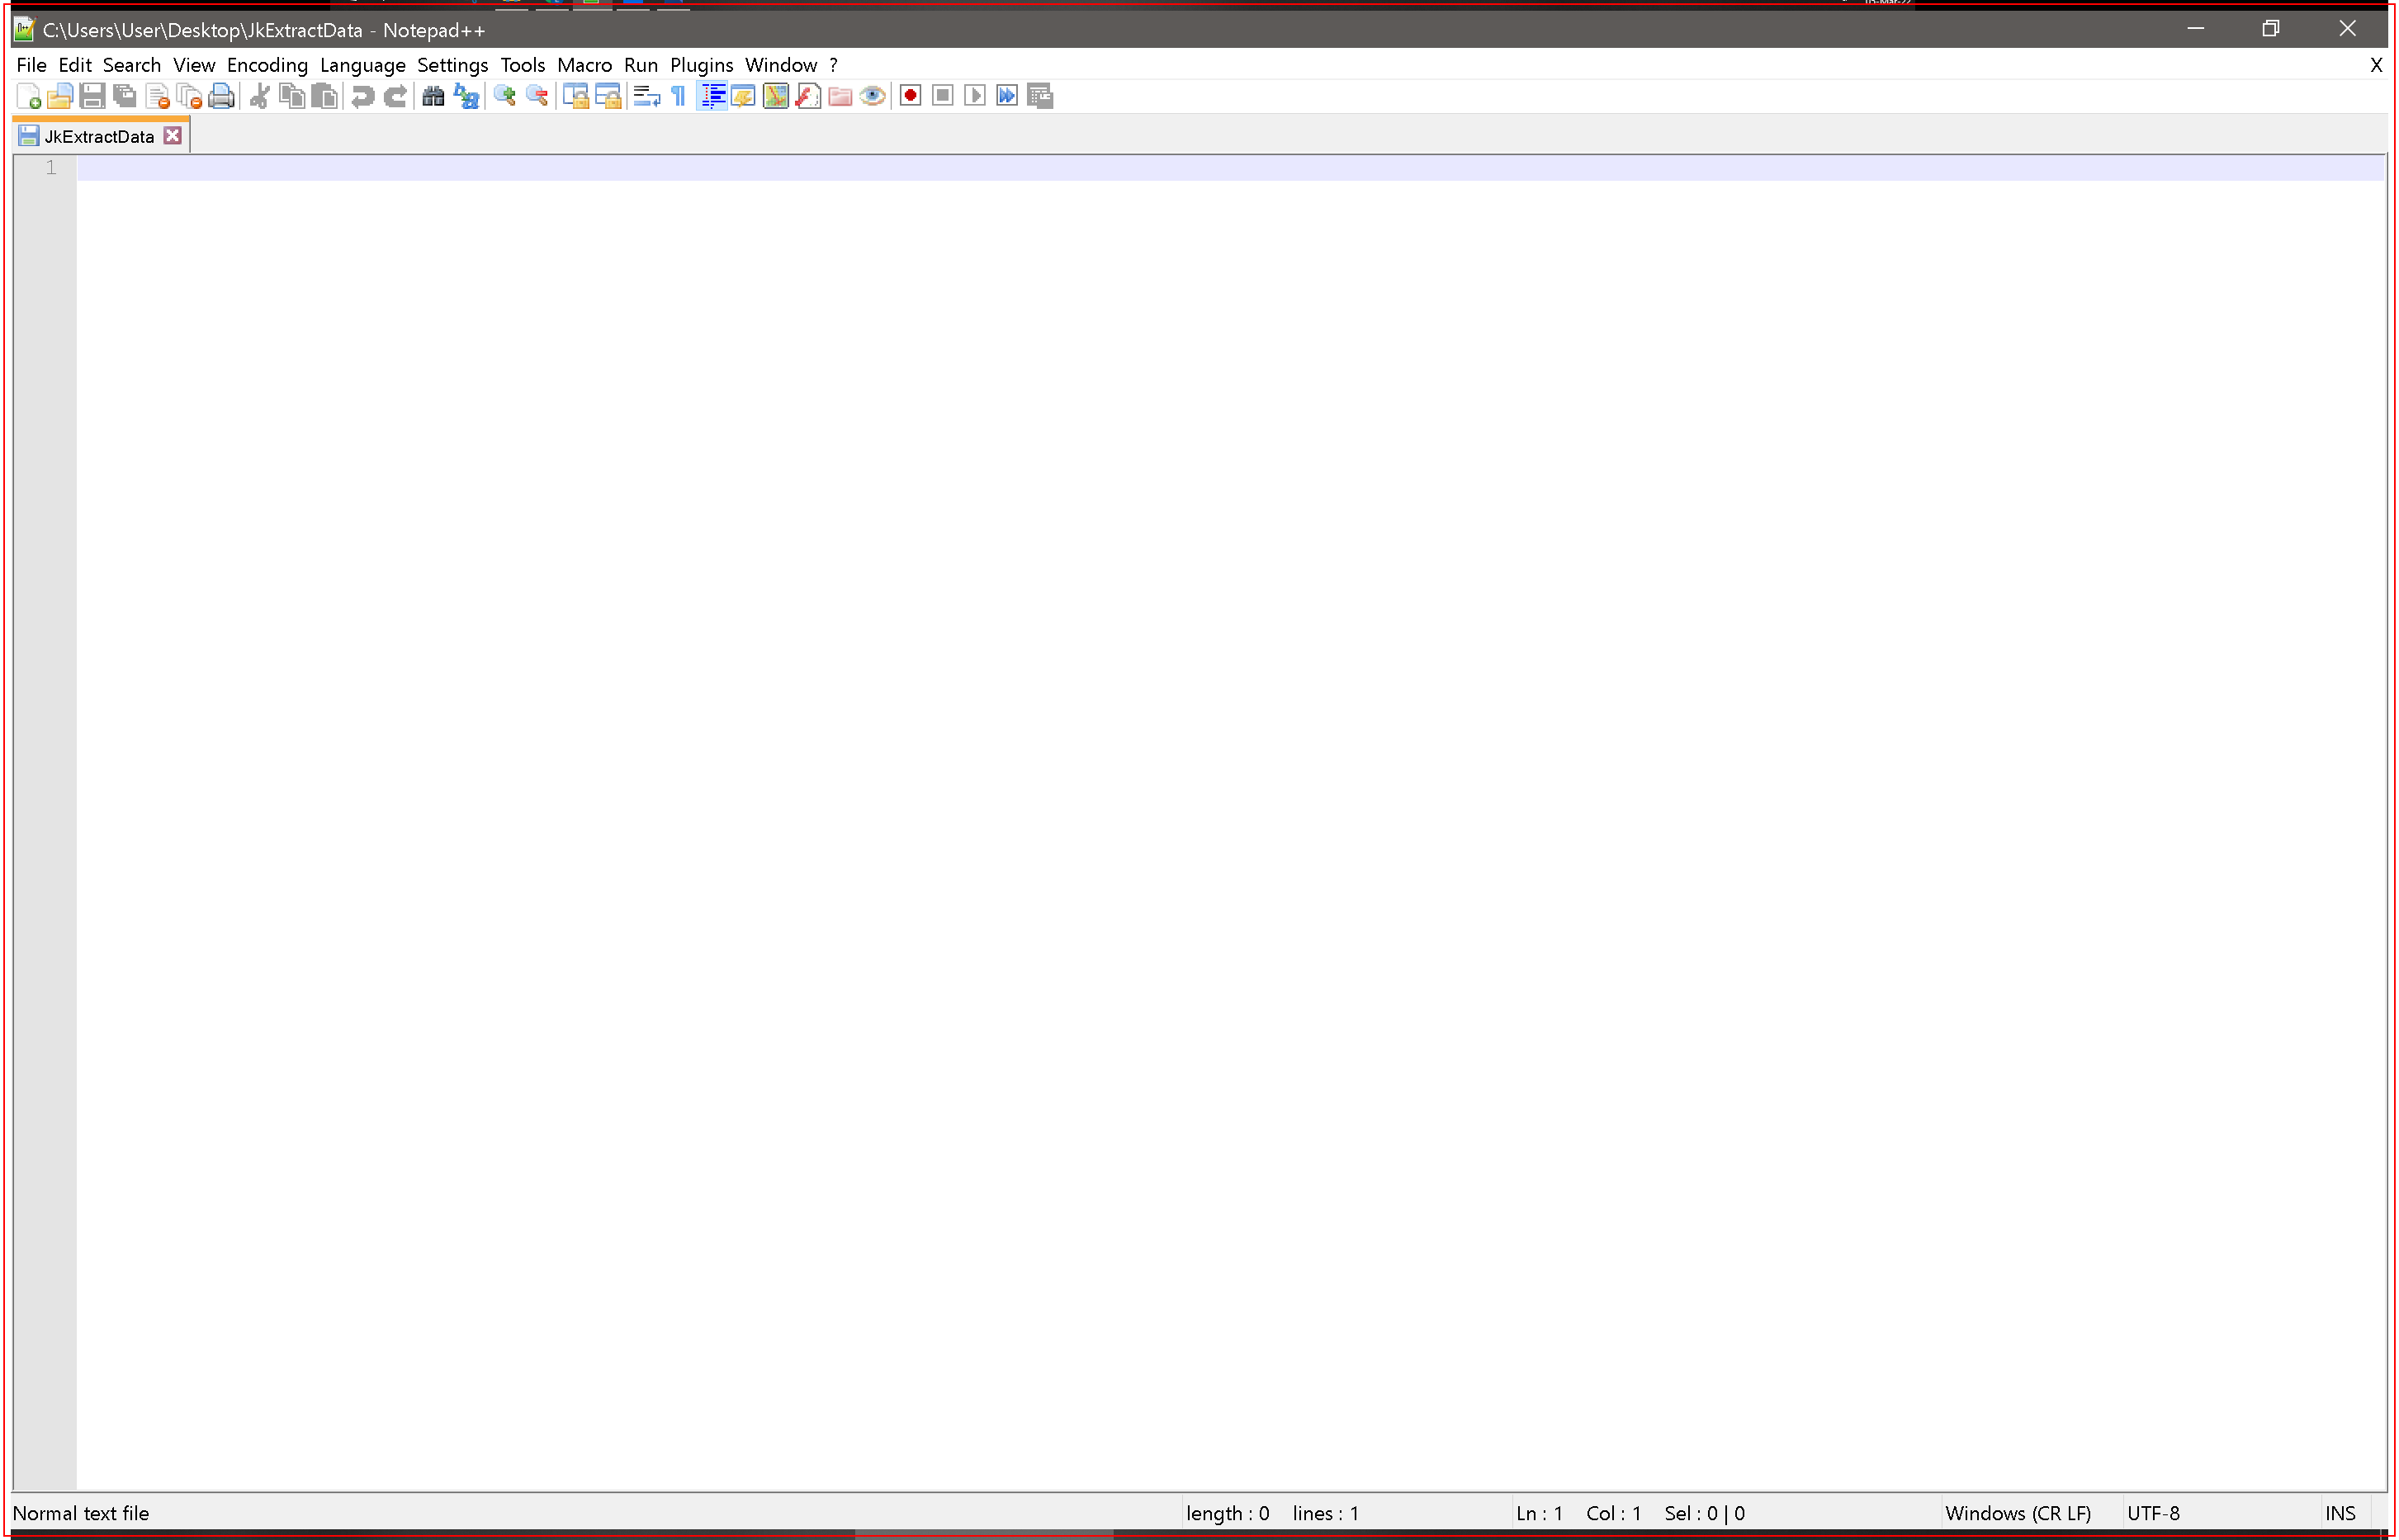 C:\Users\User\Desktop\JkExtractData - Notepad++
File Edit Search View Encoding Language Settings Tools Macro Run Plugins Window ? X
JkExtractData
1
Normal text file length : 0 lines : 1 Ln : 1 Col : 1 Sel : 0 | 0 Windows (CR LF) UTF-8 INS